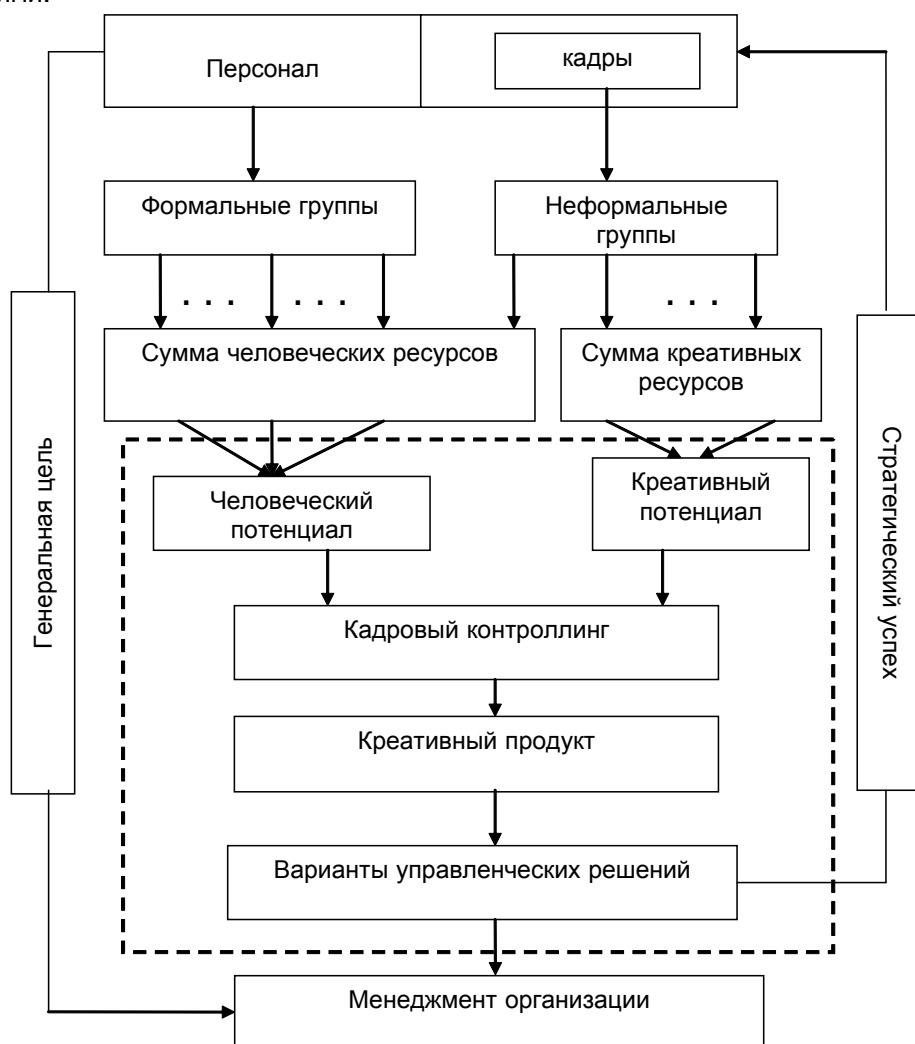 Персонал
кадры
Формальные группы
Неформальные
группы
. . . . . .
. . .
Сумма человеческих ресурсов
Сумма креативных
ресурсов
Генеральная цель
Стратегический успех
Человеческий
потенциал
Креативный
потенциал
Кадровый контроллинг
Креативный продукт
Варианты управленческих решений
Менеджмент организации